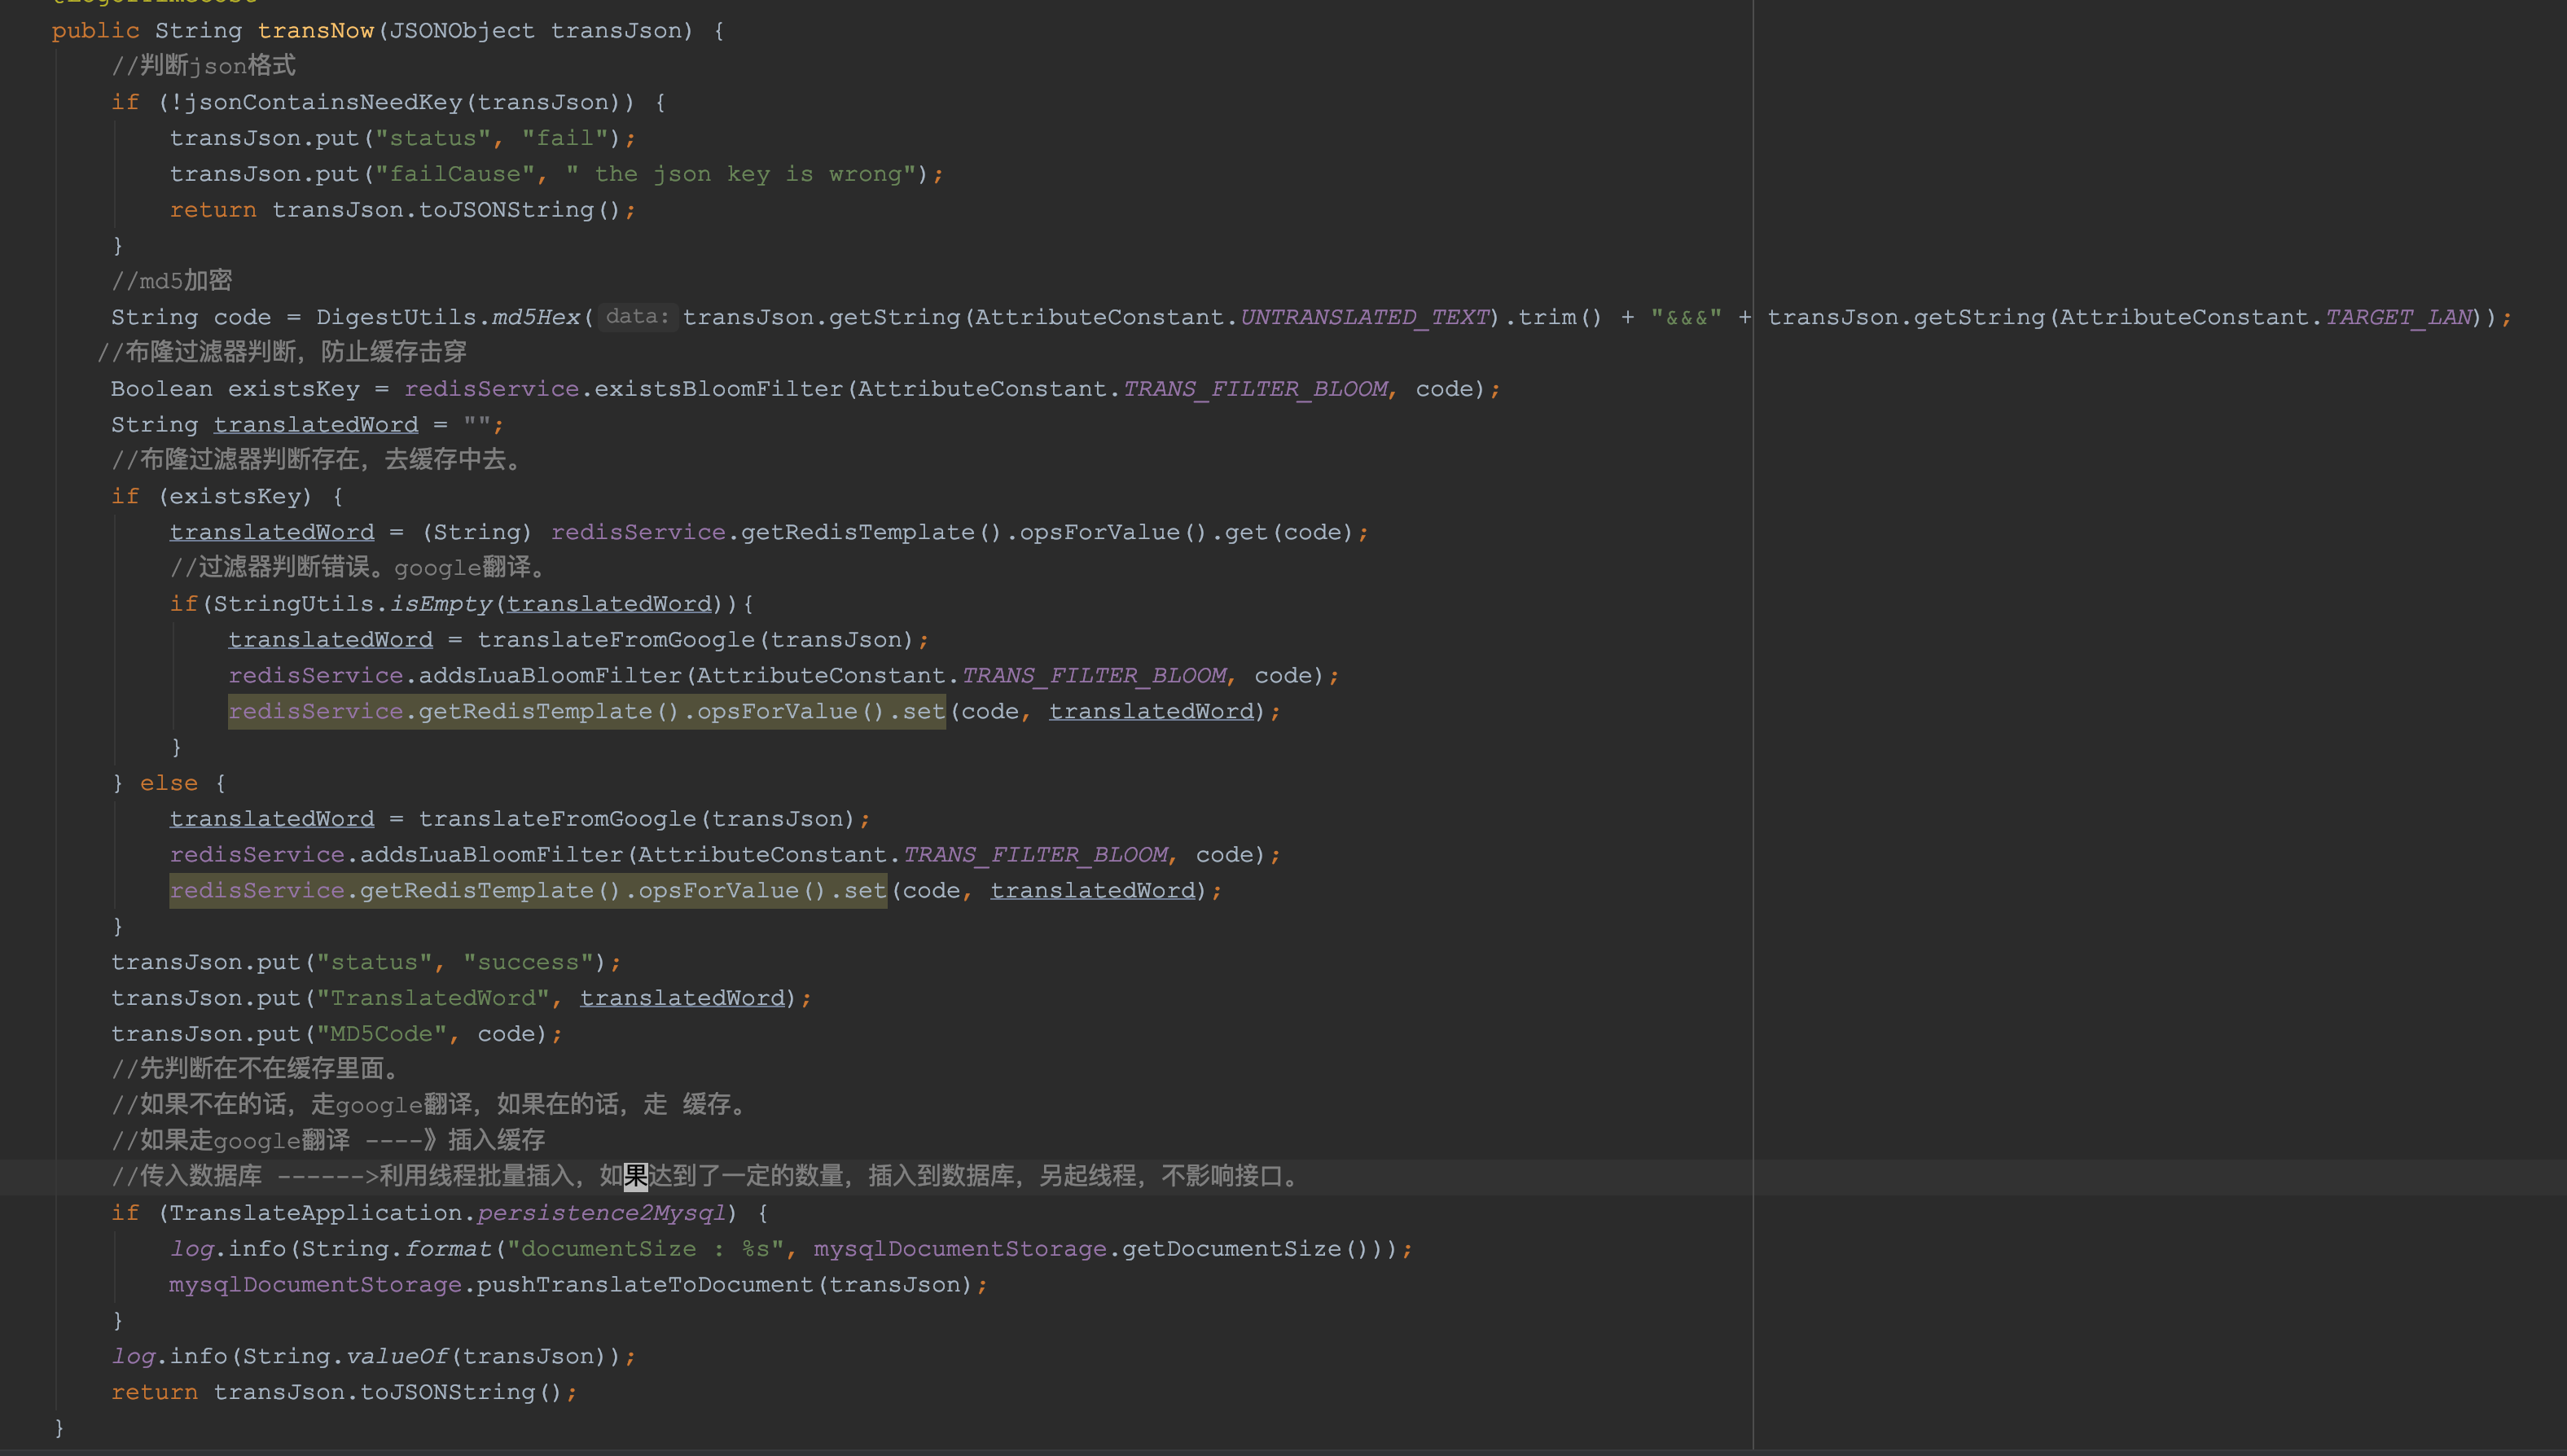 public String transNow(JSONObject transJson) {
//判断json格式
if (!jsonContainsNeedKey(transJson)) {
transJson.put("status", "fail");
transJson.put("failCause", " the json key is wrong");
return transJson.toJSONString();
}
//md5加密
String code = DigestUtils.md5Hex( data: transJson.getString(AttributeConstant.UNTRANSLATED_TEXT).trim() + "&&&" + transJson.getString(AttributeConstant.TARGET_LAN));
//布隆过滤器判断，防止缓存击穿
Boolean existsKey = redisService.existsBloomFilter(AttributeConstant.TRANS_FILTER_BLOOM, code);
String translatedWord = "";
//布隆过滤器判断存在，去缓存中去。
if (existsKey) {
translatedWord = (String) redisService.getRedisTemplate().opsForValue().get(code);
//过滤器判断错误。google翻译。
if(StringUtils.isEmpty(translatedWord)){
translatedWord = translateFromGoogle(transJson);
redisService.addsLuaBloomFilter(AttributeConstant.TRANS_FILTER_BLOOM, code);
redisService.getRedisTemplate().opsForValue().set(code, translatedWord);
}
} else {
translatedWord = translateFromGoogle(transJson);
redisService.addsLuaBloomFilter(AttributeConstant.TRANS_FILTER_BLOOM, code);
redisService.getRedisTemplate().opsForValue().set(code, translatedWord);
}
transJson.put("status", "success");
transJson.put("TranslatedWord", translatedWord);
transJson.put("MD5Code", code);
//先判断在不在缓存里面。
//如果不在的话，走google翻译，如果在的话，走 缓存。
//如果走google翻译 ----》插入缓存
//传入数据库 ------>利用线程批量插入，如果达到了一定的数量，插入到数据库，另起线程，不影响接口。
if (TranslateApplication.persistence2Mysql) {
log.info(String.format("documentSize : %s", mysqlDocumentStorage.getDocumentSize()));
mysqlDocumentStorage.pushTranslateToDocument(transJson);
}
log.info(String.valueOf(transJson));
return transJson.toJSONString();
}